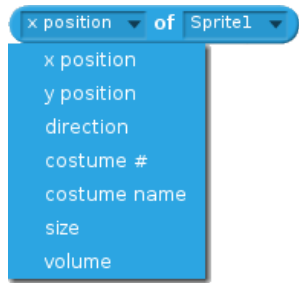 x position of Sprite1
x position
y position
direction
costume #
costume name
size
volume